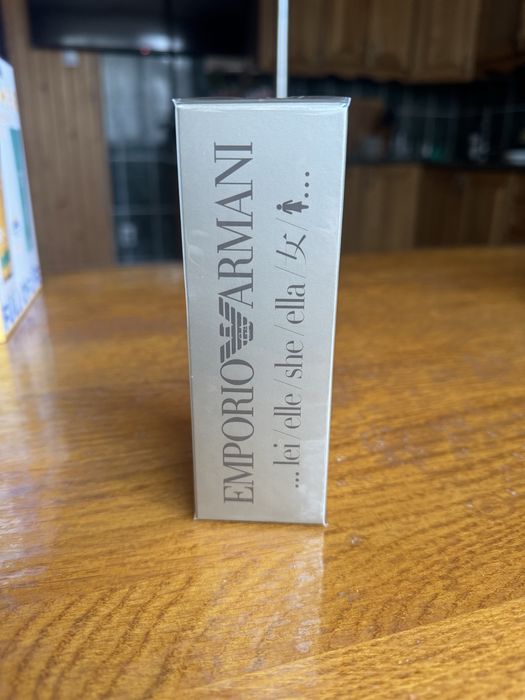 EMPORIO ARMANI
... lei / elle / she / ella / 女 / ...